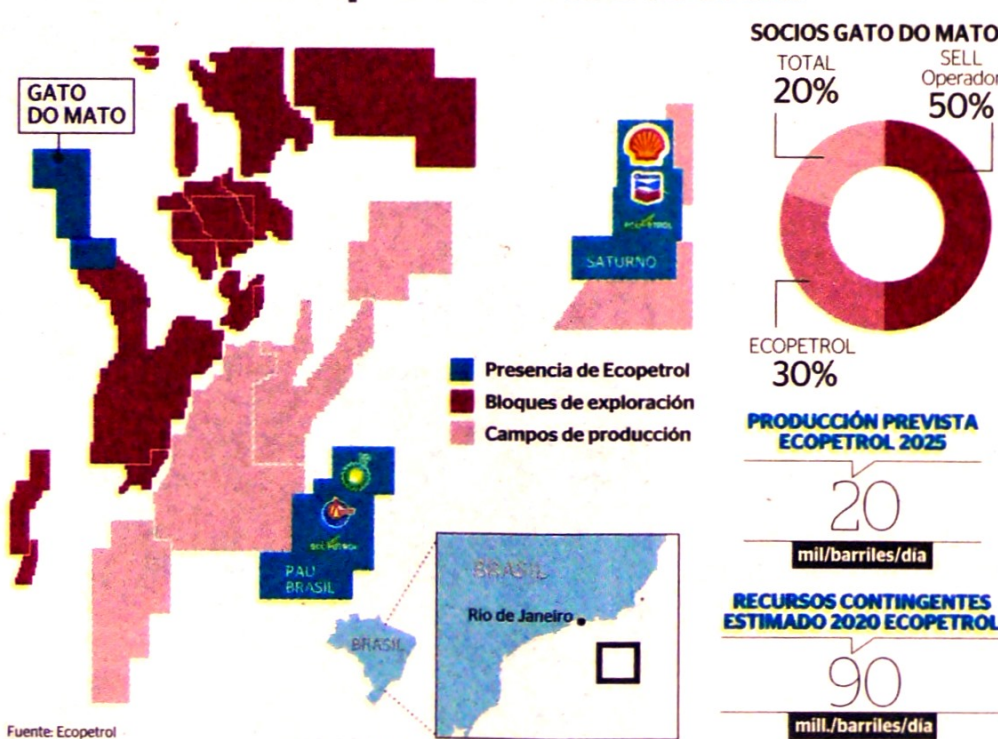 GATO
DO MATO
SATURNO
ECOPETROL
Presencia de Ecopetrol
Bloques de exploración
Campos de producción
ECOPETROL
PAU
BRASIL
BRASIL
BRASIL
Rio de Janeiro
Fuente: Ecopetrol
SOCIOS GATO DO MATO
TOTAL
20%
SELL
Operador
50%
ECOPETROL
30%
PRODUCCIÓN PREVISTA
ECOPETROL 2025
20
mil/barriles/día
RECURSOS CONTINGENTES
ESTIMADO 2020 ECOPETROL
90
mill./barriles/día